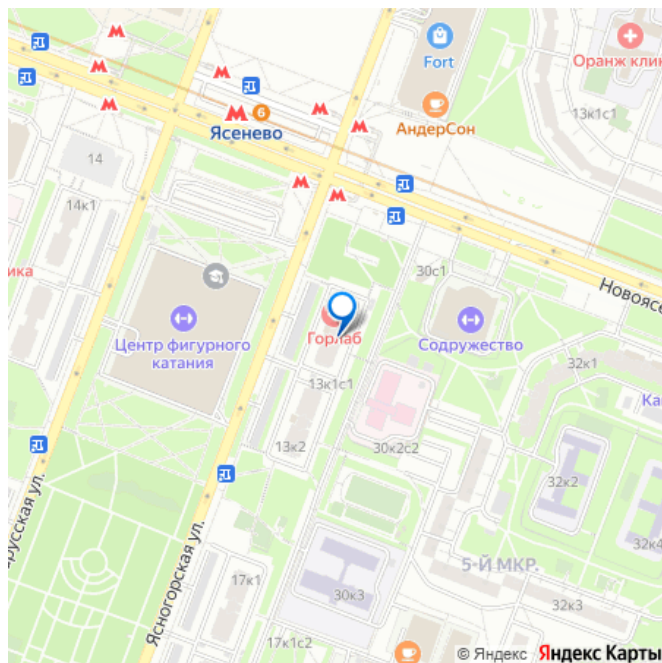 Fort
Оранж кли
13к1с1
АндерСон
6
Ясенево
14
14к1
ика
30с1
Новоясе
Горлаб
Центр фигурного
катания
Содружество
13к1с1
32к1
Ка
13к2
30к2с2
32к2
32к4
русская ул.
Ясногорская ул.
5-Й МКР.
17к1
30к3
32к3
17к1с2
© Яндекс Яндекс Карты